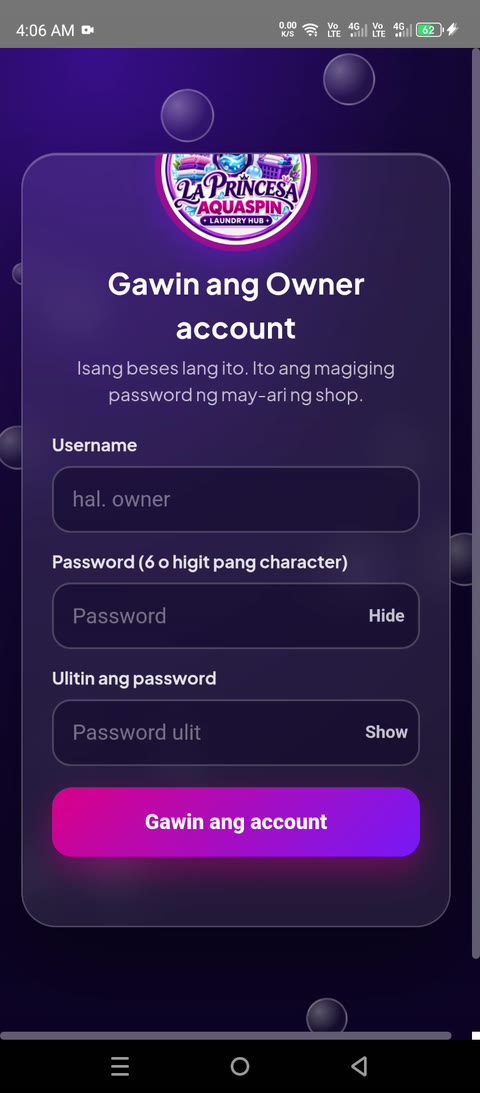 4:06 AM
0.00 K/S
Vo LTE
4G
Vo LTE
4G
62
LA PRINCESA
AQUASPIN
LAUNDRY HUB
Gawin ang Owner
account
Isang beses lang ito. Ito ang magiging
password ng may-ari ng shop.
Username
hal. owner
Password (6 o higit pang character)
Password
Hide
Ulitin ang password
Password ulit
Show
Gawin ang account